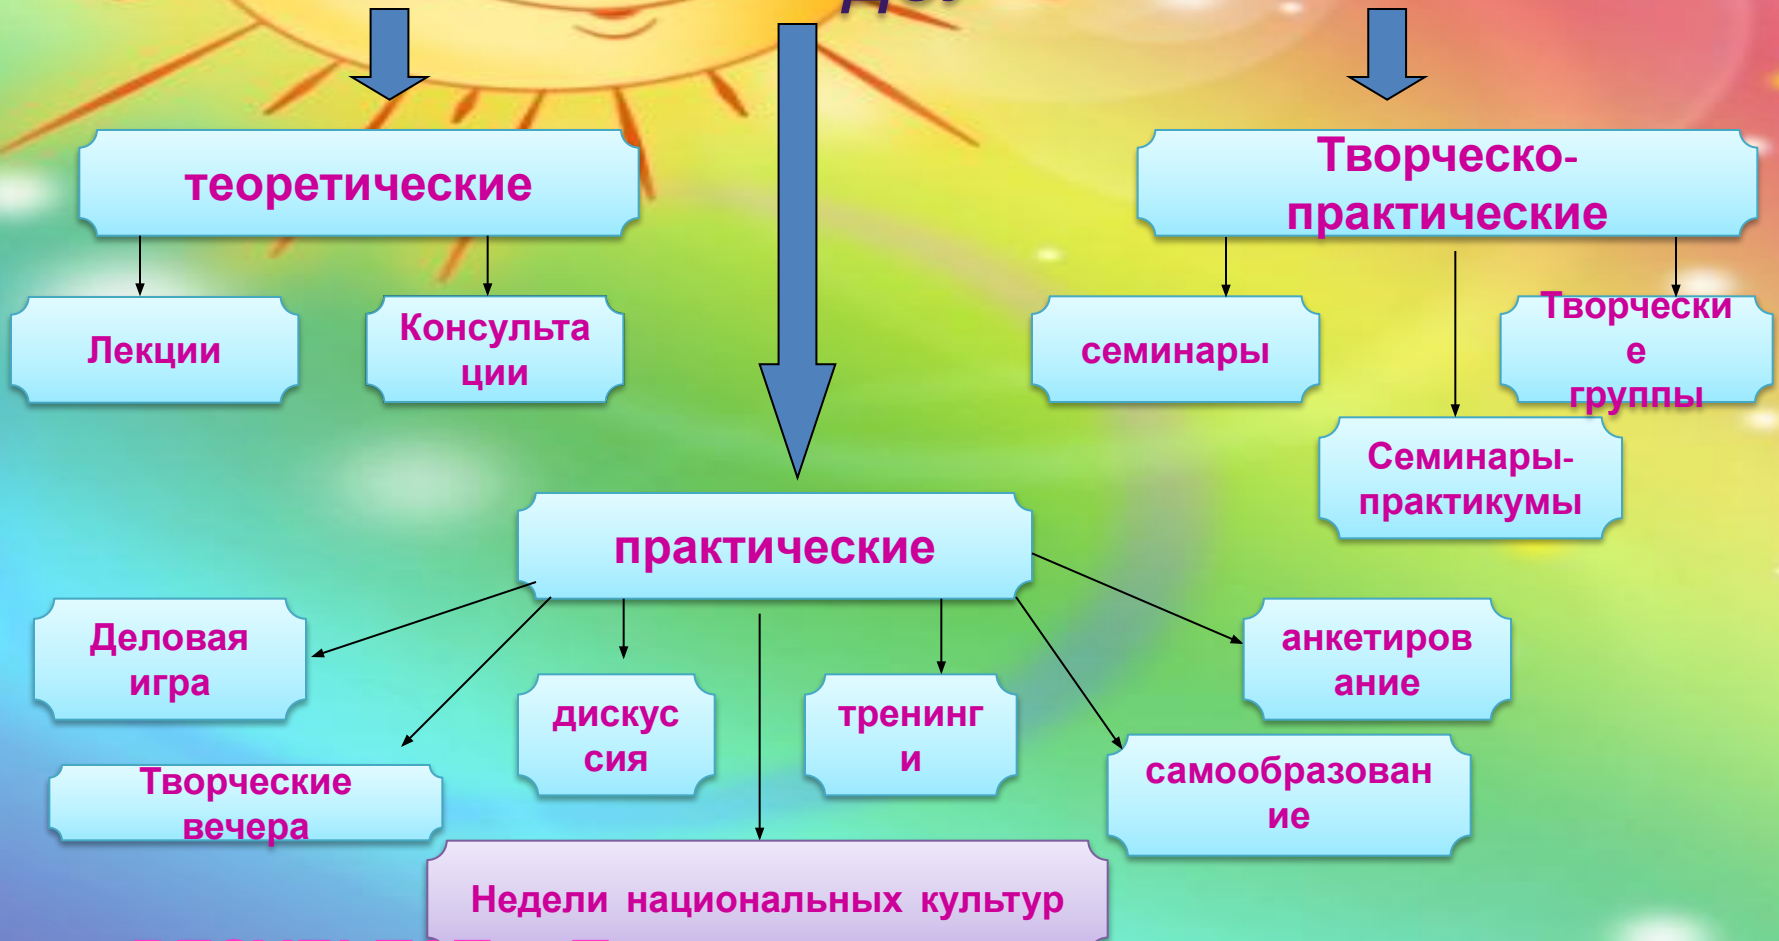 теоретические
Творческо-
практические
Лекции
Консульта
ции
семинары
Творчески
е
группы
Семинары-
практикумы
практические
Деловая
игра
анкетиров
ание
дискус
сия
тренинг
и
самообразован
ие
Творческие
вечера
Недели национальных культур